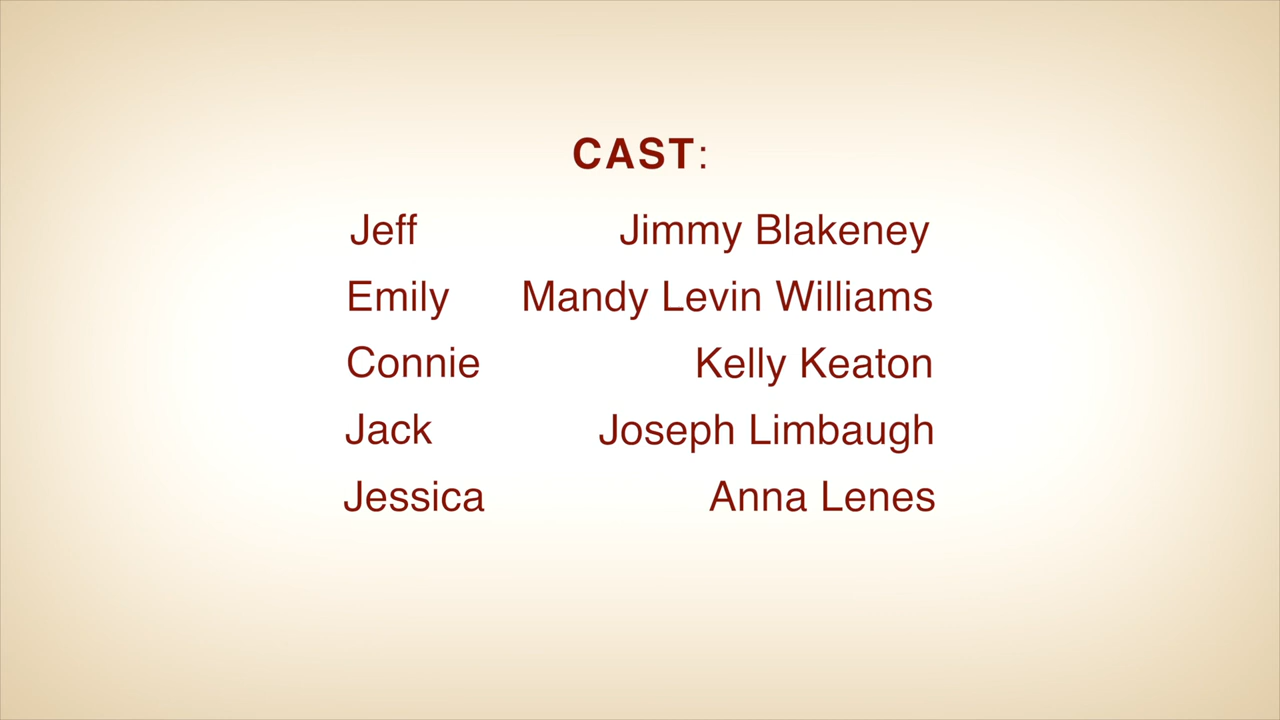 CAST:
Jeff Jimmy Blakeney
Emily Mandy Levin Williams
Connie Kelly Keaton
Jack Joseph Limbaugh
Jessica Anna Lenes